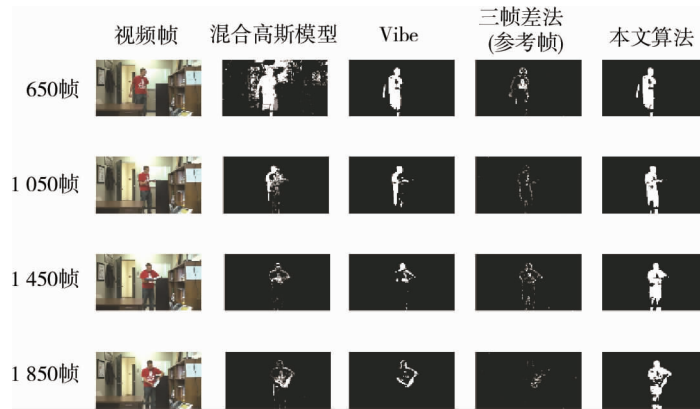 视频帧 混合高斯模型 Vibe 三帧差法 本文算法
(参考帧)
650帧
1 050帧
1 450帧
1 850帧